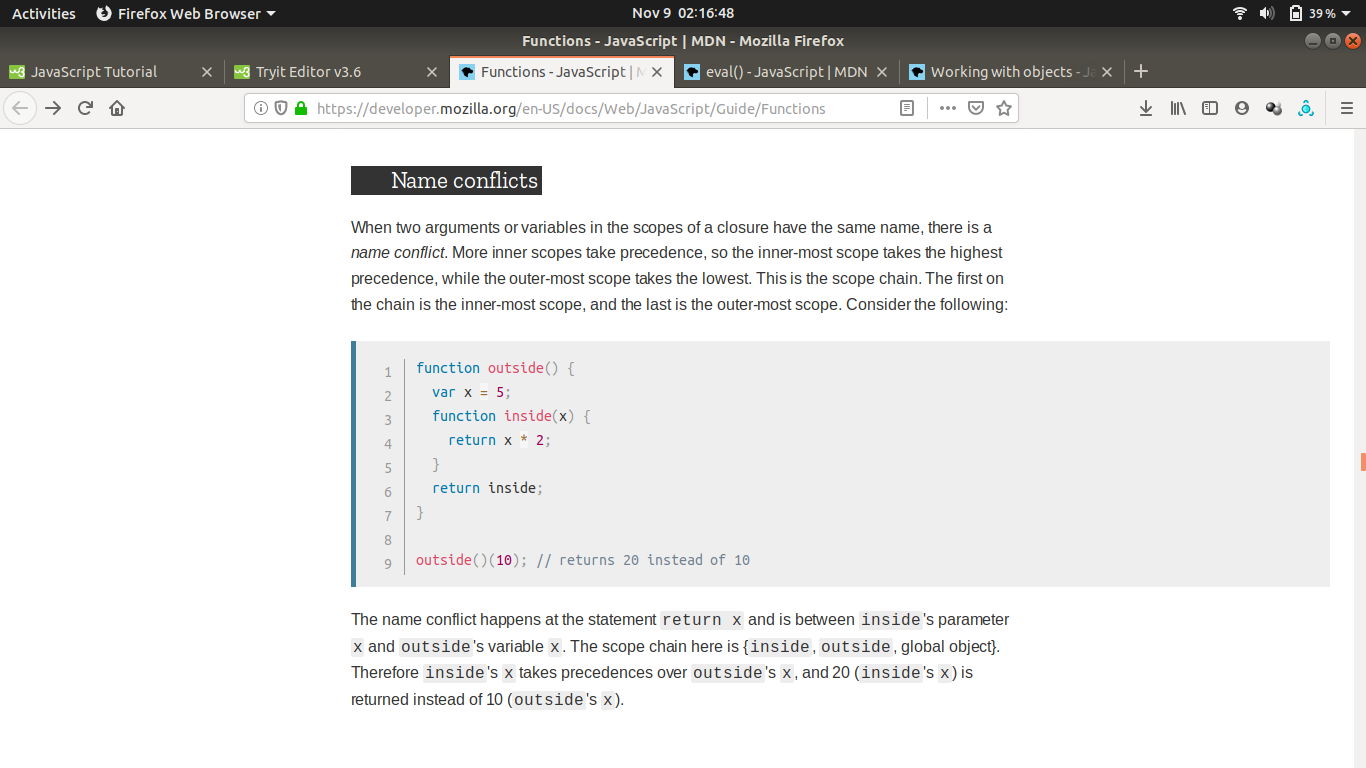 Activities Firefox Web Browser Nov 9 02:16:48 39%
Functions - JavaScript | MDN - Mozilla Firefox
JavaScript Tutorial Tryit Editor v3.6 Functions - JavaScript | eval() - JavaScript | MDN Working with objects -
https://developer.mozilla.org/en-US/docs/Web/JavaScript/Guide/Functions
Name conflicts
When two arguments or variables in the scopes of a closure have the same name, there is a
name conflict. More inner scopes take precedence, so the inner-most scope takes the highest
precedence, while the outer-most scope takes the lowest. This is the scope chain. The first on
the chain is the inner-most scope, and the last is the outer-most scope. Consider the following:
1 function outside() {
2 var x = 5;
3 function inside(x) {
4 return x * 2;
5 }
6 return inside;
7 }
8
9 outside()(10); // returns 20 instead of 10
The name conflict happens at the statement return x and is between inside's parameter
x and outside's variable x. The scope chain here is {inside, outside, global object}.
Therefore inside's x takes precedences over outside's x, and 20 (inside's x) is
returned instead of 10 (outside's x).